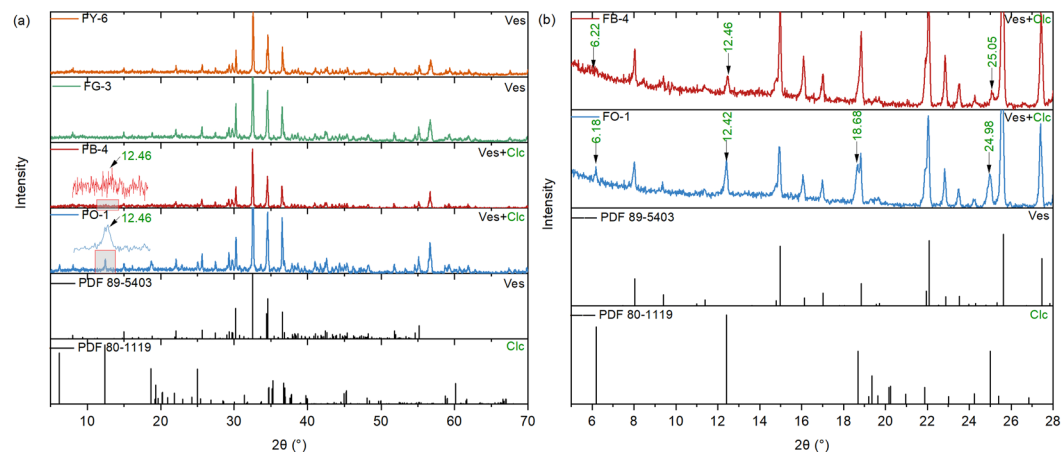 (a)
PY-6
Ves
FG-3
Ves
PB-4
Ves+Clc
12.46
FO-1
Ves+Clc
12.46
PDF 89-5403
Ves
PDF 80-1119
Clc
Intensity
10 20 30 40 50 60 70
2θ (°)
(b)
FB-4
Ves+Clc
6.22
12.46
25.05
FO-1
Ves+Clc
6.18
12.42
18.68
24.98
PDF 89-5403
Ves
PDF 80-1119
Clc
Intensity
6 8 10 12 14 16 18 20 22 24 26 28
2θ (°)